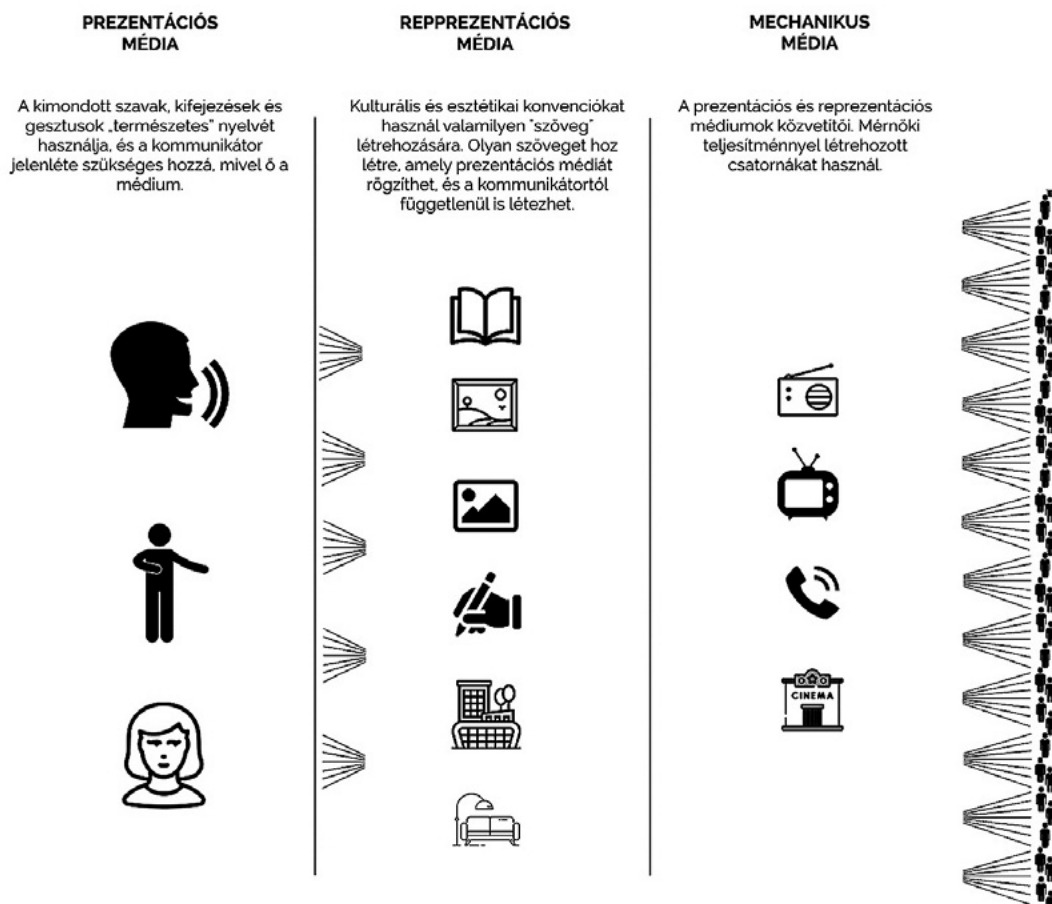 PREZENTÁCIÓS
MÉDIA
A kimondott szavak, kifejezések és
gesztusok „természetes" nyelvét
használja, és a kommunikátor
jelenléte szükséges hozzá, mivel ő a
médium.
REPPREZENTÁCIÓS
MÉDIA
Kulturális és esztétikai konvenciókat
használ valamilyen "szöveg"
létrehozására. Olyan szöveget hoz
létre, amely prezentációs médiát
rögzíthet, és a kommunikátortól
függetlenül is létezhet.
MECHANIKUS
MÉDIA
A prezentációs és reprezentációs
médiumok közvetítői. Mérnöki
teljesítménnyel létrehozott
csatornákat használ.
CINEMA